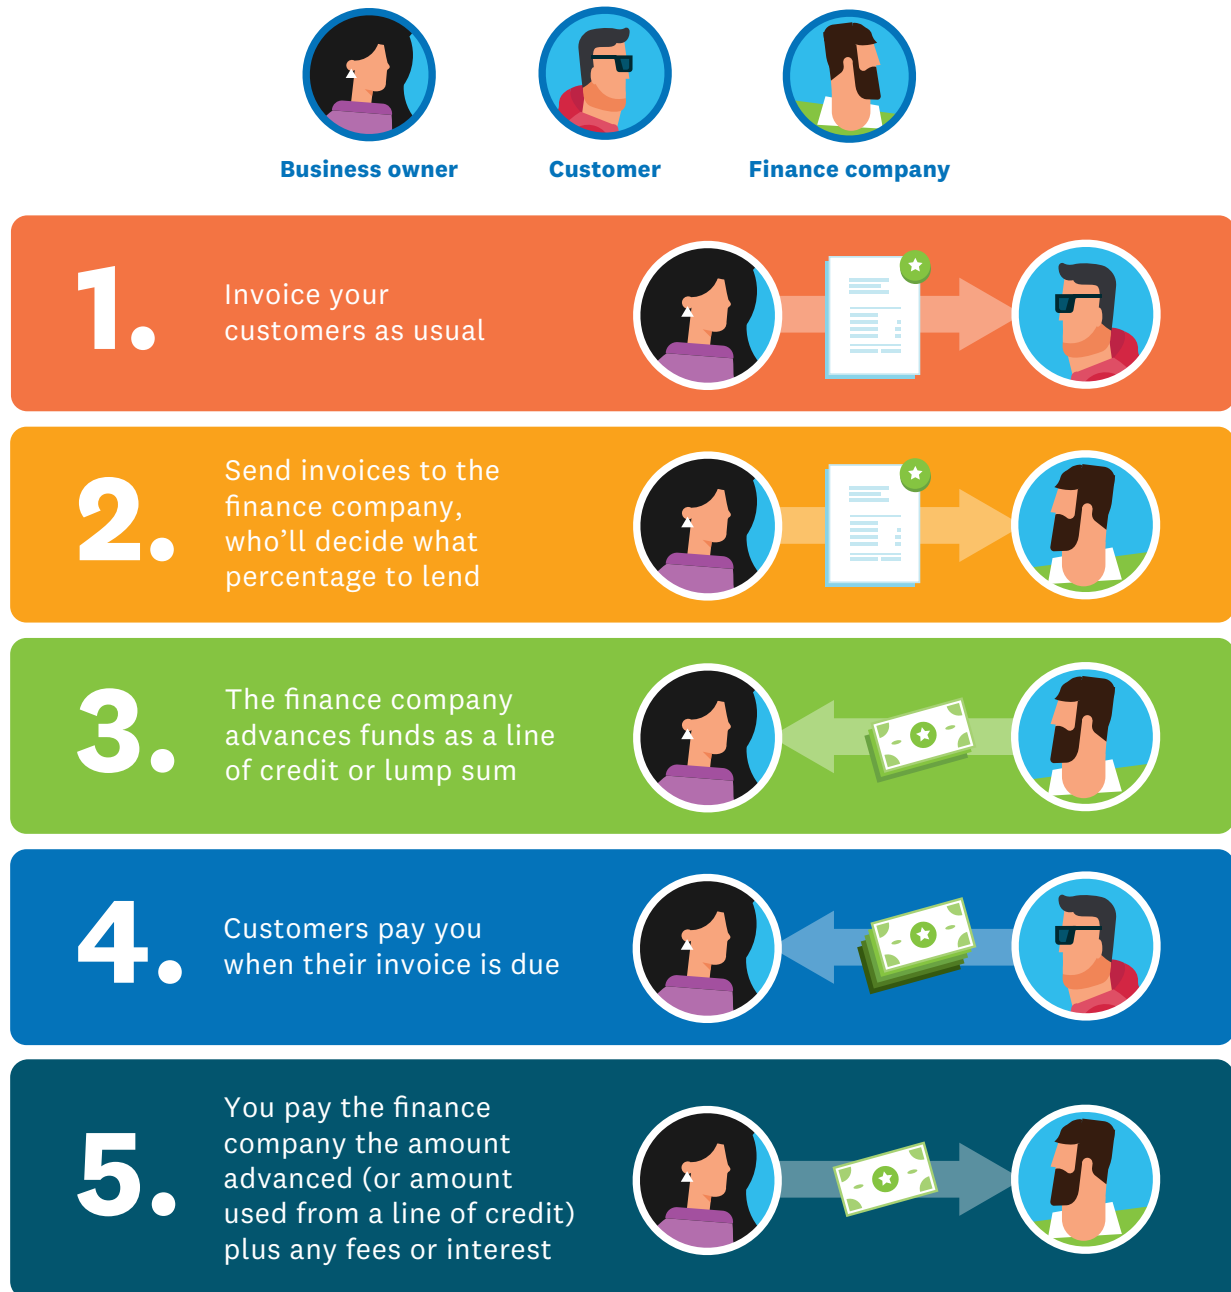 Business owner
Customer
Finance company
1.
Invoice your
customers as usual
2.
Send invoices to the
finance company,
who’ll decide what
percentage to lend
3.
The finance company
advances funds as a line
of credit or lump sum
4.
Customers pay you
when their invoice is due
5.
You pay the finance
company the amount
advanced (or amount
used from a line of credit)
plus any fees or interest